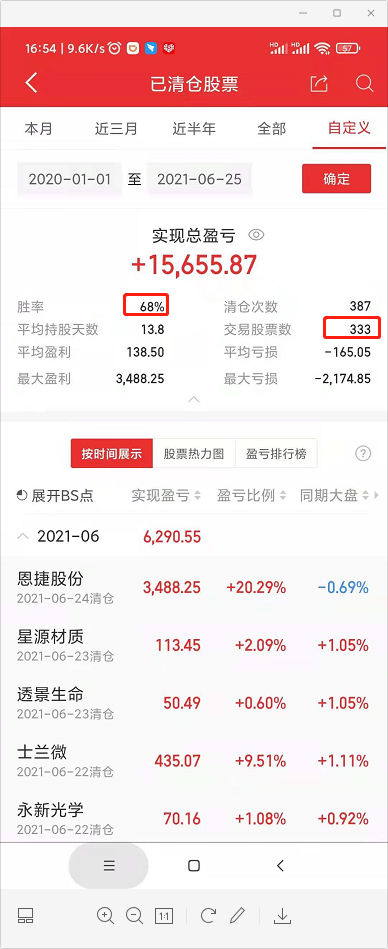 16:54 | 9.6K/s HD HD 57
已清仓股票
本月 近三月 近半年 全部 自定义
2020-01-01 至 2021-06-25 确定
实现总盈亏
+15,655.87
胜率 68% 清仓次数 387
平均持股天数 13.8 交易股票数 333
平均盈利 138.50 平均亏损 -165.05
最大盈利 3,488.25 最大亏损 -2,174.85
按时间展示 股票热力图 盈亏排行榜 ?
展开BS点 实现盈亏 盈亏比例 同期大盘
2021-06 6,290.55
恩捷股份 3,488.25 +20.29% -0.69%
2021-06-24清仓
星源材质 113.45 +2.09% +1.05%
2021-06-23清仓
透景生命 50.49 +0.60% +1.05%
2021-06-23清仓
士兰微 435.07 +9.51% +1.11%
2021-06-22清仓
永新光学 70.16 +1.08% +0.92%
2021-06-22清仓
1:1